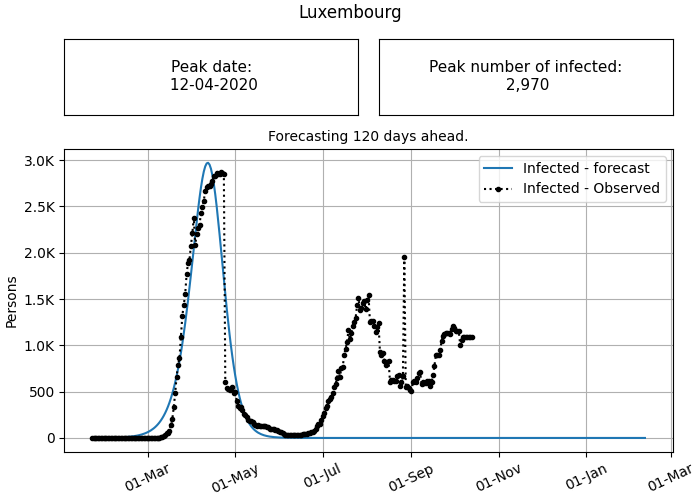 Luxembourg
Peak date:
12-04-2020
Peak number of infected:
2,970
Forecasting 120 days ahead.
3.0K
2.5K
2.0K
1.5K
1.0K
500
0
Persons
Infected - forecast
Infected - Observed
01-Mar
01-May
01-Jul
01-Sep
01-Nov
01-Jan
01-Mar